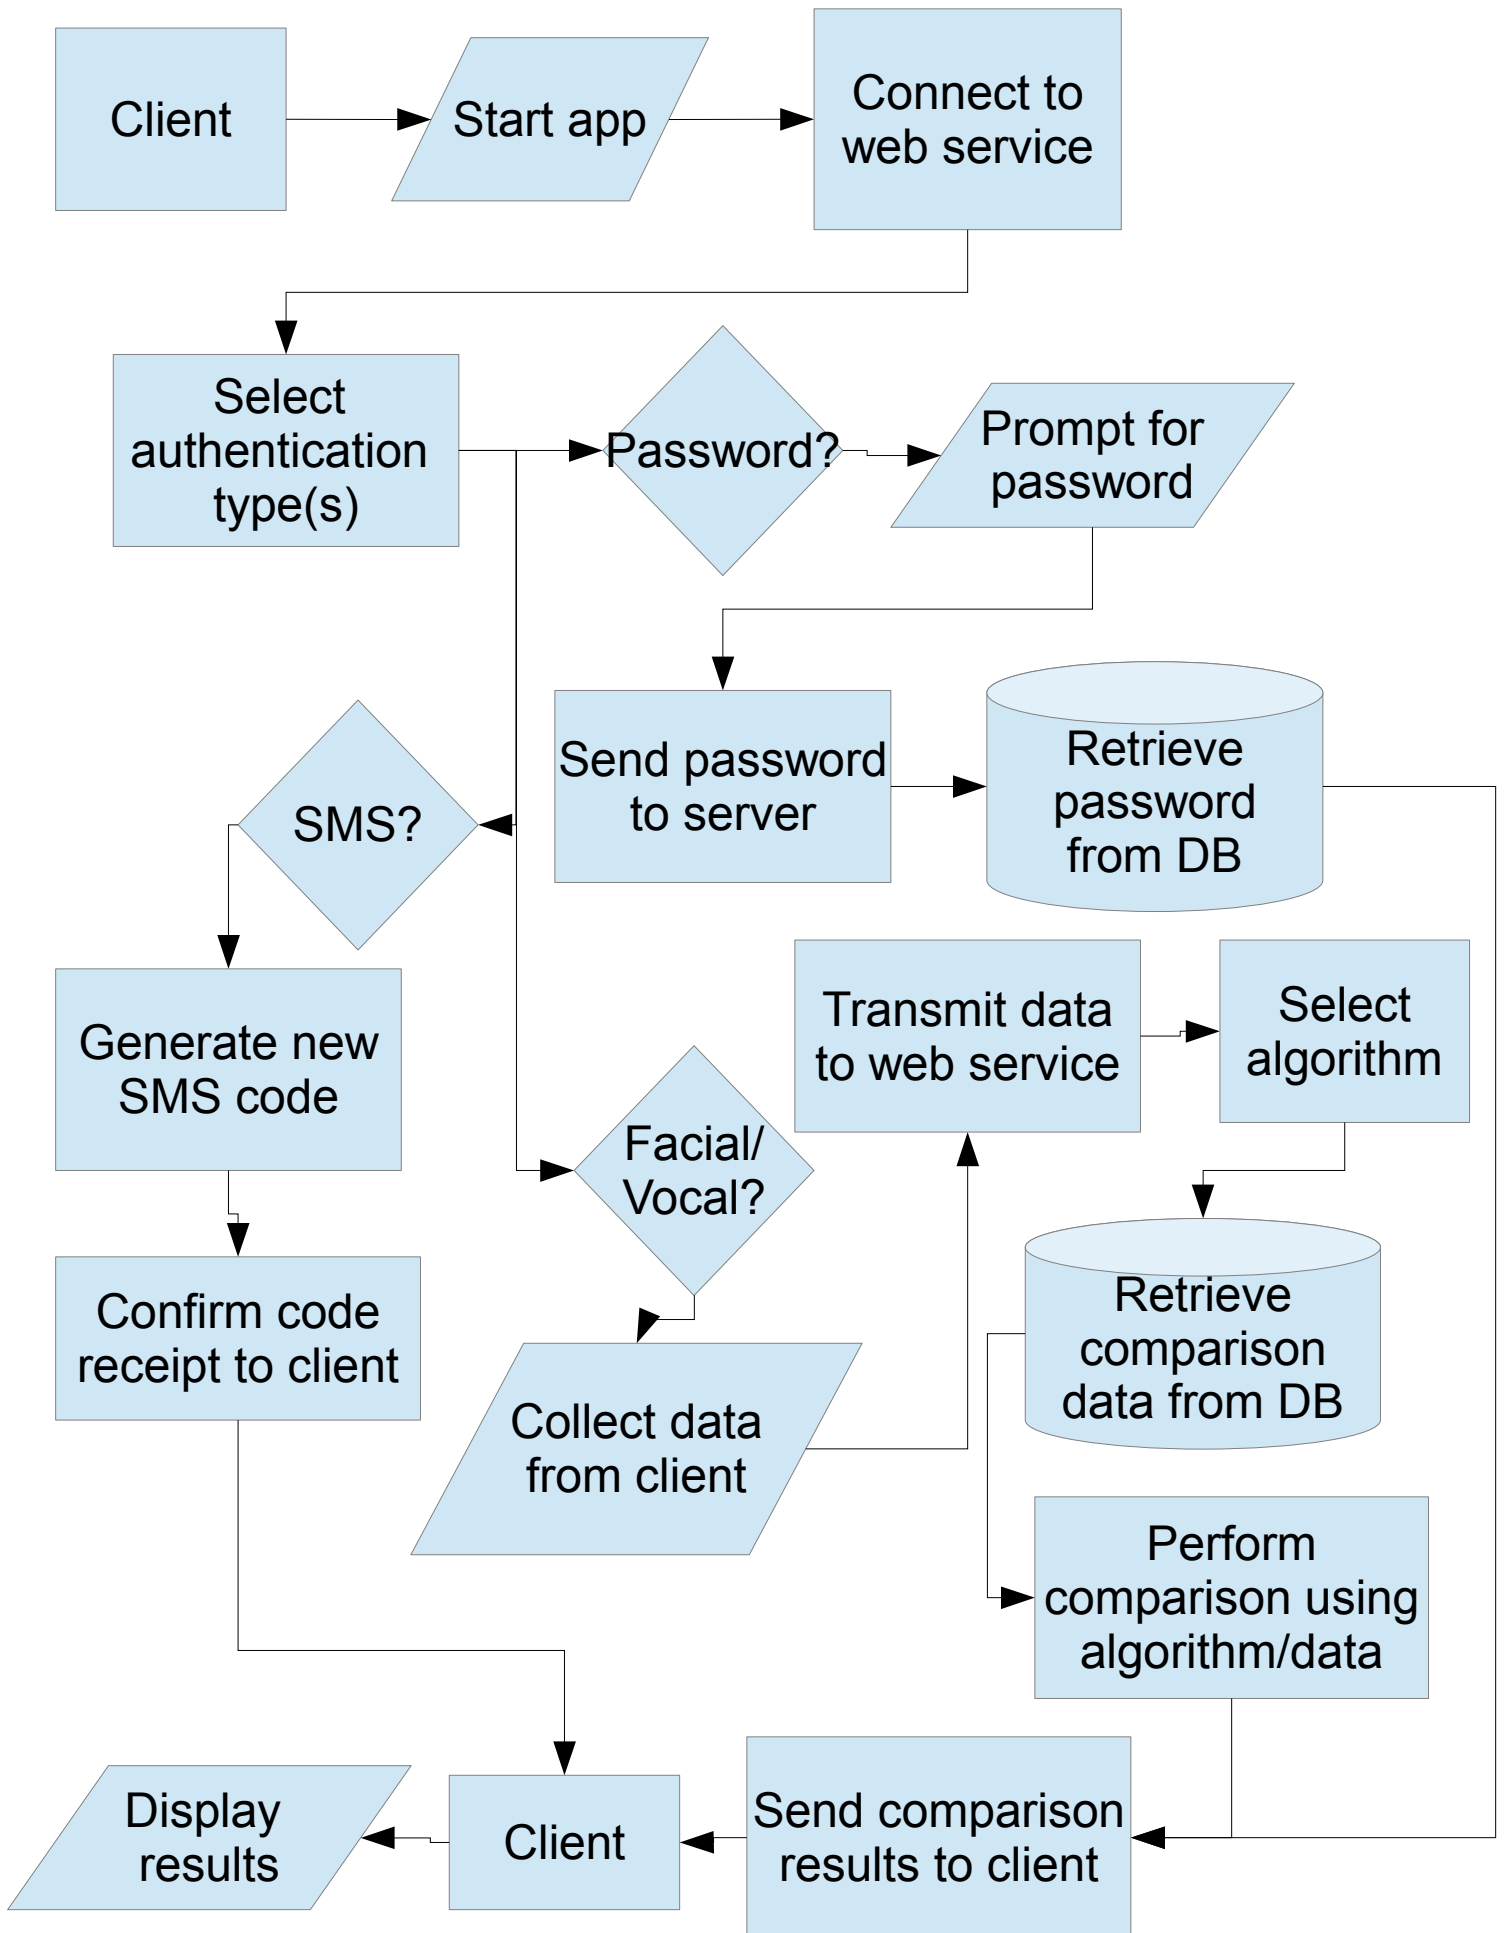 Client
Start app
Connect to
web service
Select
authentication
type(s)
Password?
Prompt for
password
Send password
to server
Retrieve
password
from DB
SMS?
Generate new
SMS code
Confirm code
receipt to client
Facial/
Vocal?
Collect data
from client
Transmit data
to web service
Select
algorithm
Retrieve
comparison
data from DB
Perform
comparison using
algorithm/data
Send comparison
results to client
Client
Display
results